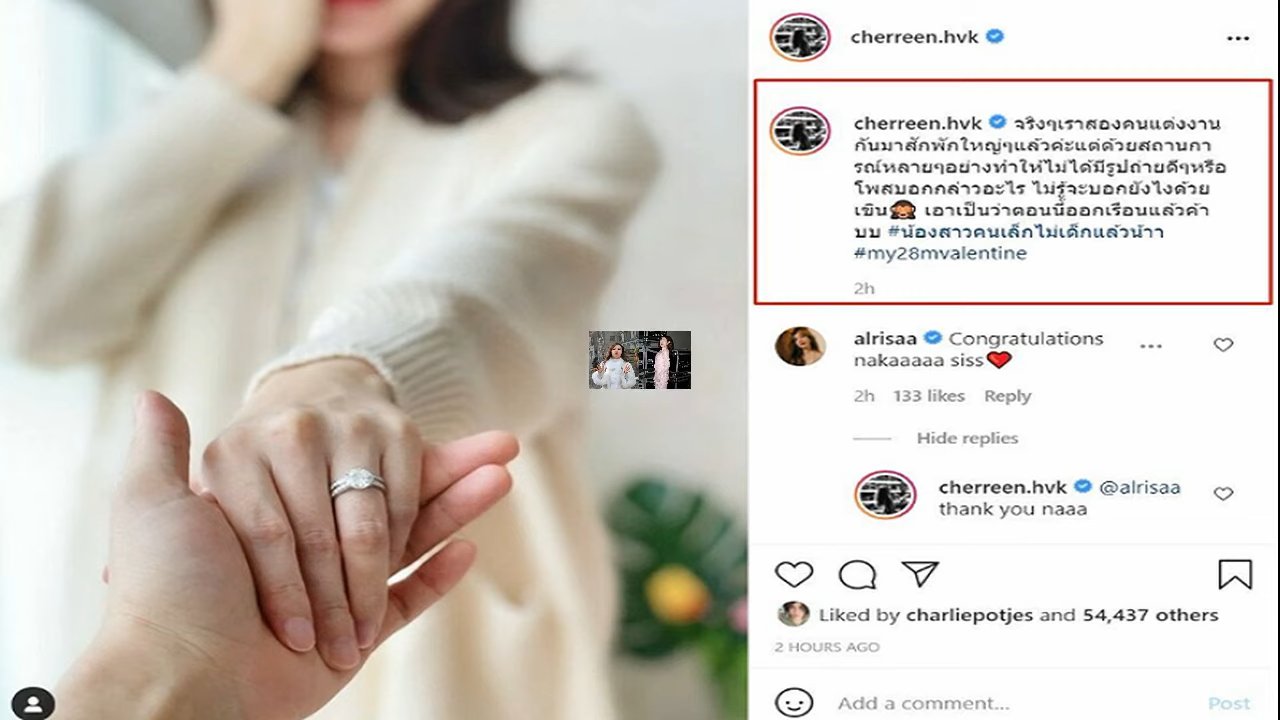 cherreen.hvk
cherreen.hvk จริงๆเราสองคนแต่งงาน
กันมาสักพักใหญ่ๆแล้วค่ะแต่ด้วยสถานกา
รณ์หลายๆอย่างทำให้ไม่ได้มีรูปถ่ายดีๆหรือ
โพสบอกกล่าวอะไร ไม่รู้จะบอกยังไงด้วย
เขิน🙈 เอาเป็นว่าตอนนี้ออกเรือนแล้วค้า
บบ #น้องสาวคนเล็กไม่เด็กแล้วน้าา
#my28mvalentine
2h
alrisaa Congratulations
nakaaaaa siss❤️
2h 133 likes Reply
Hide replies
cherreen.hvk @alrisaa
thank you naaa
Liked by charliepotjes and 54,437 others
2 HOURS AGO
Add a comment... Post